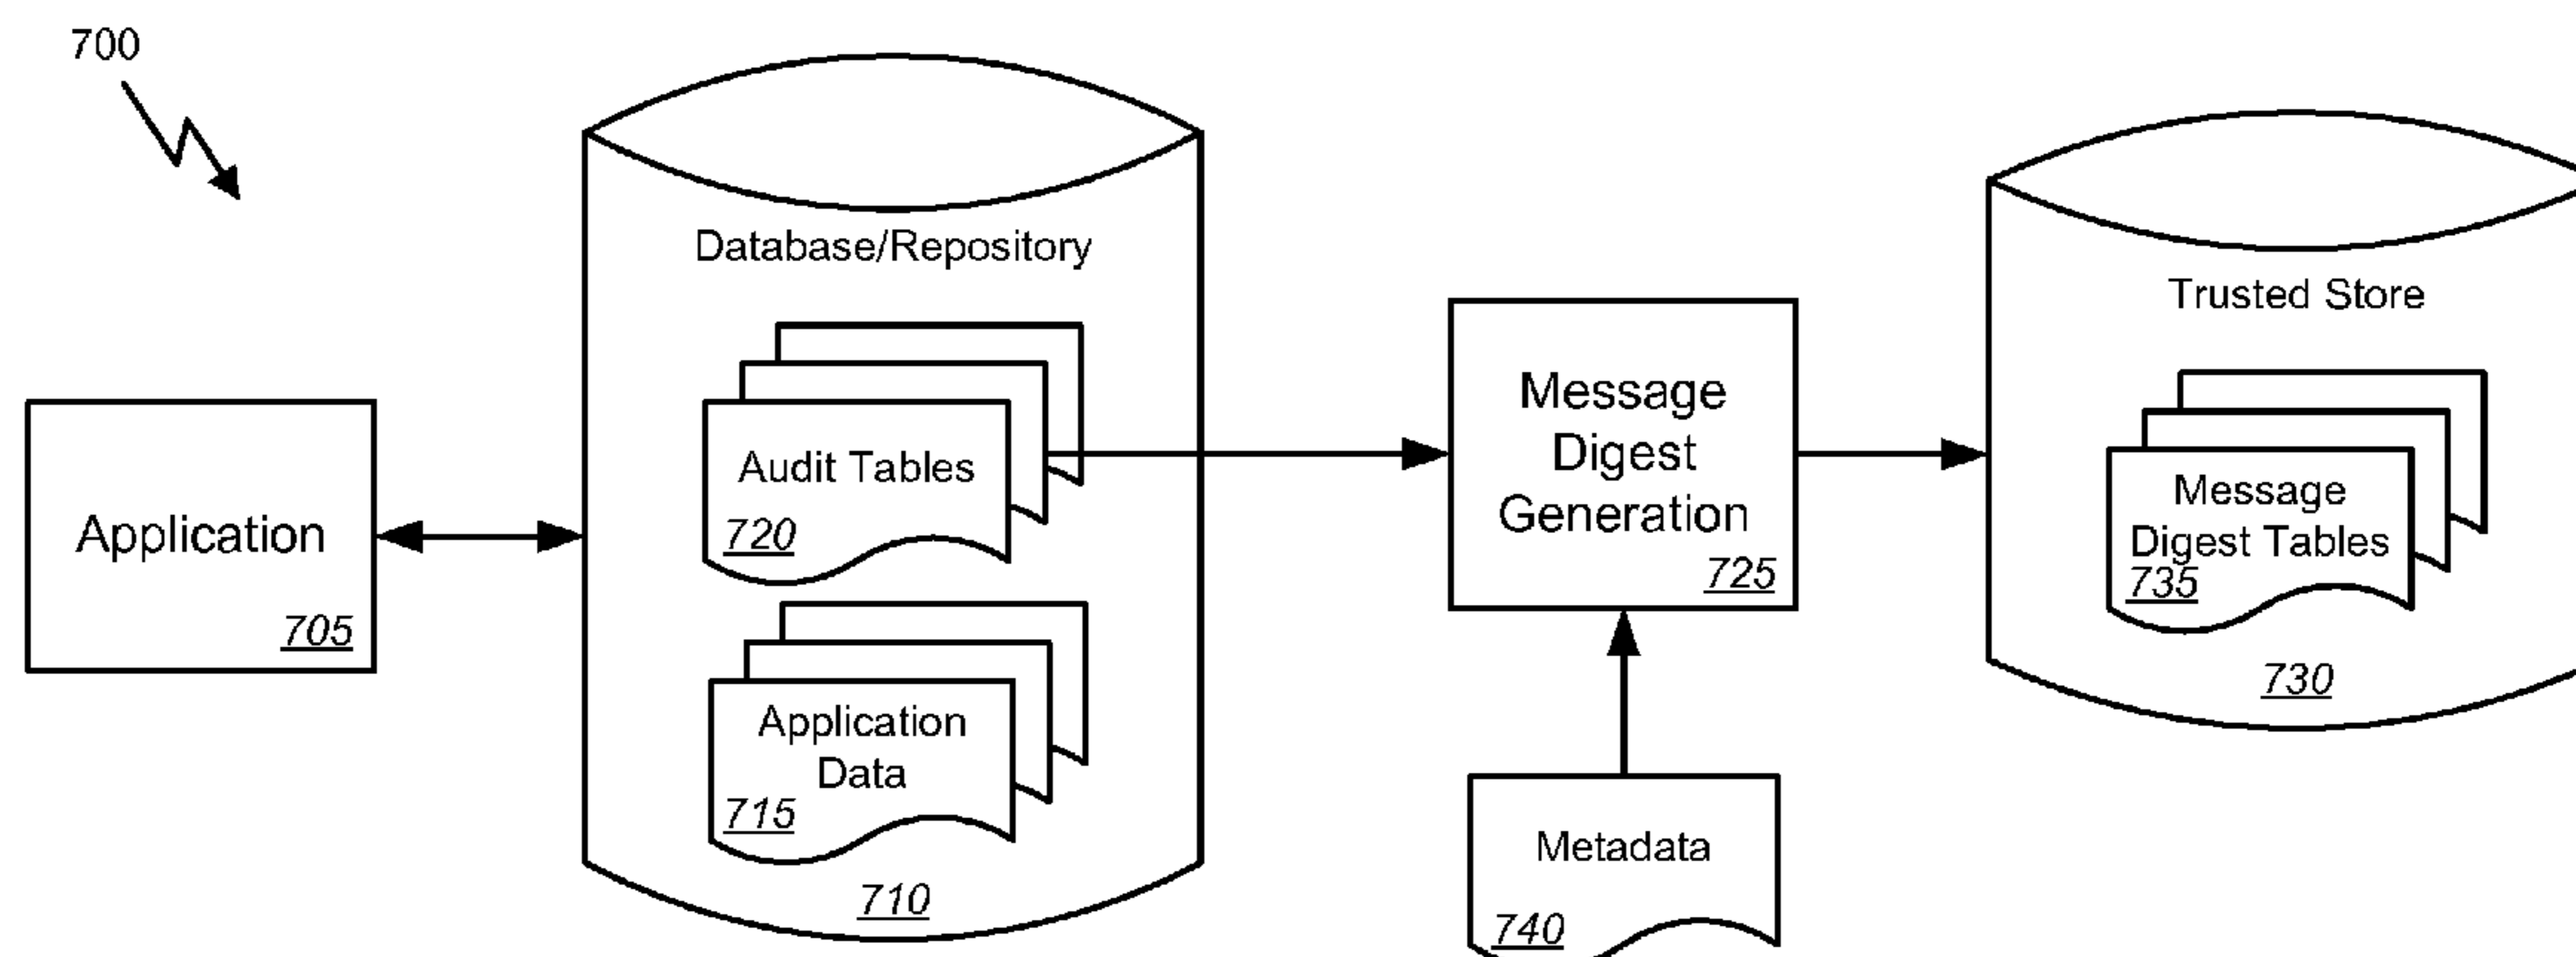 700
Application
705
Database/Repository
Audit Tables
720
Application
Data
715
710
Message
Digest
Generation
725
Metadata
740
Trusted Store
Message
Digest Tables
735
730